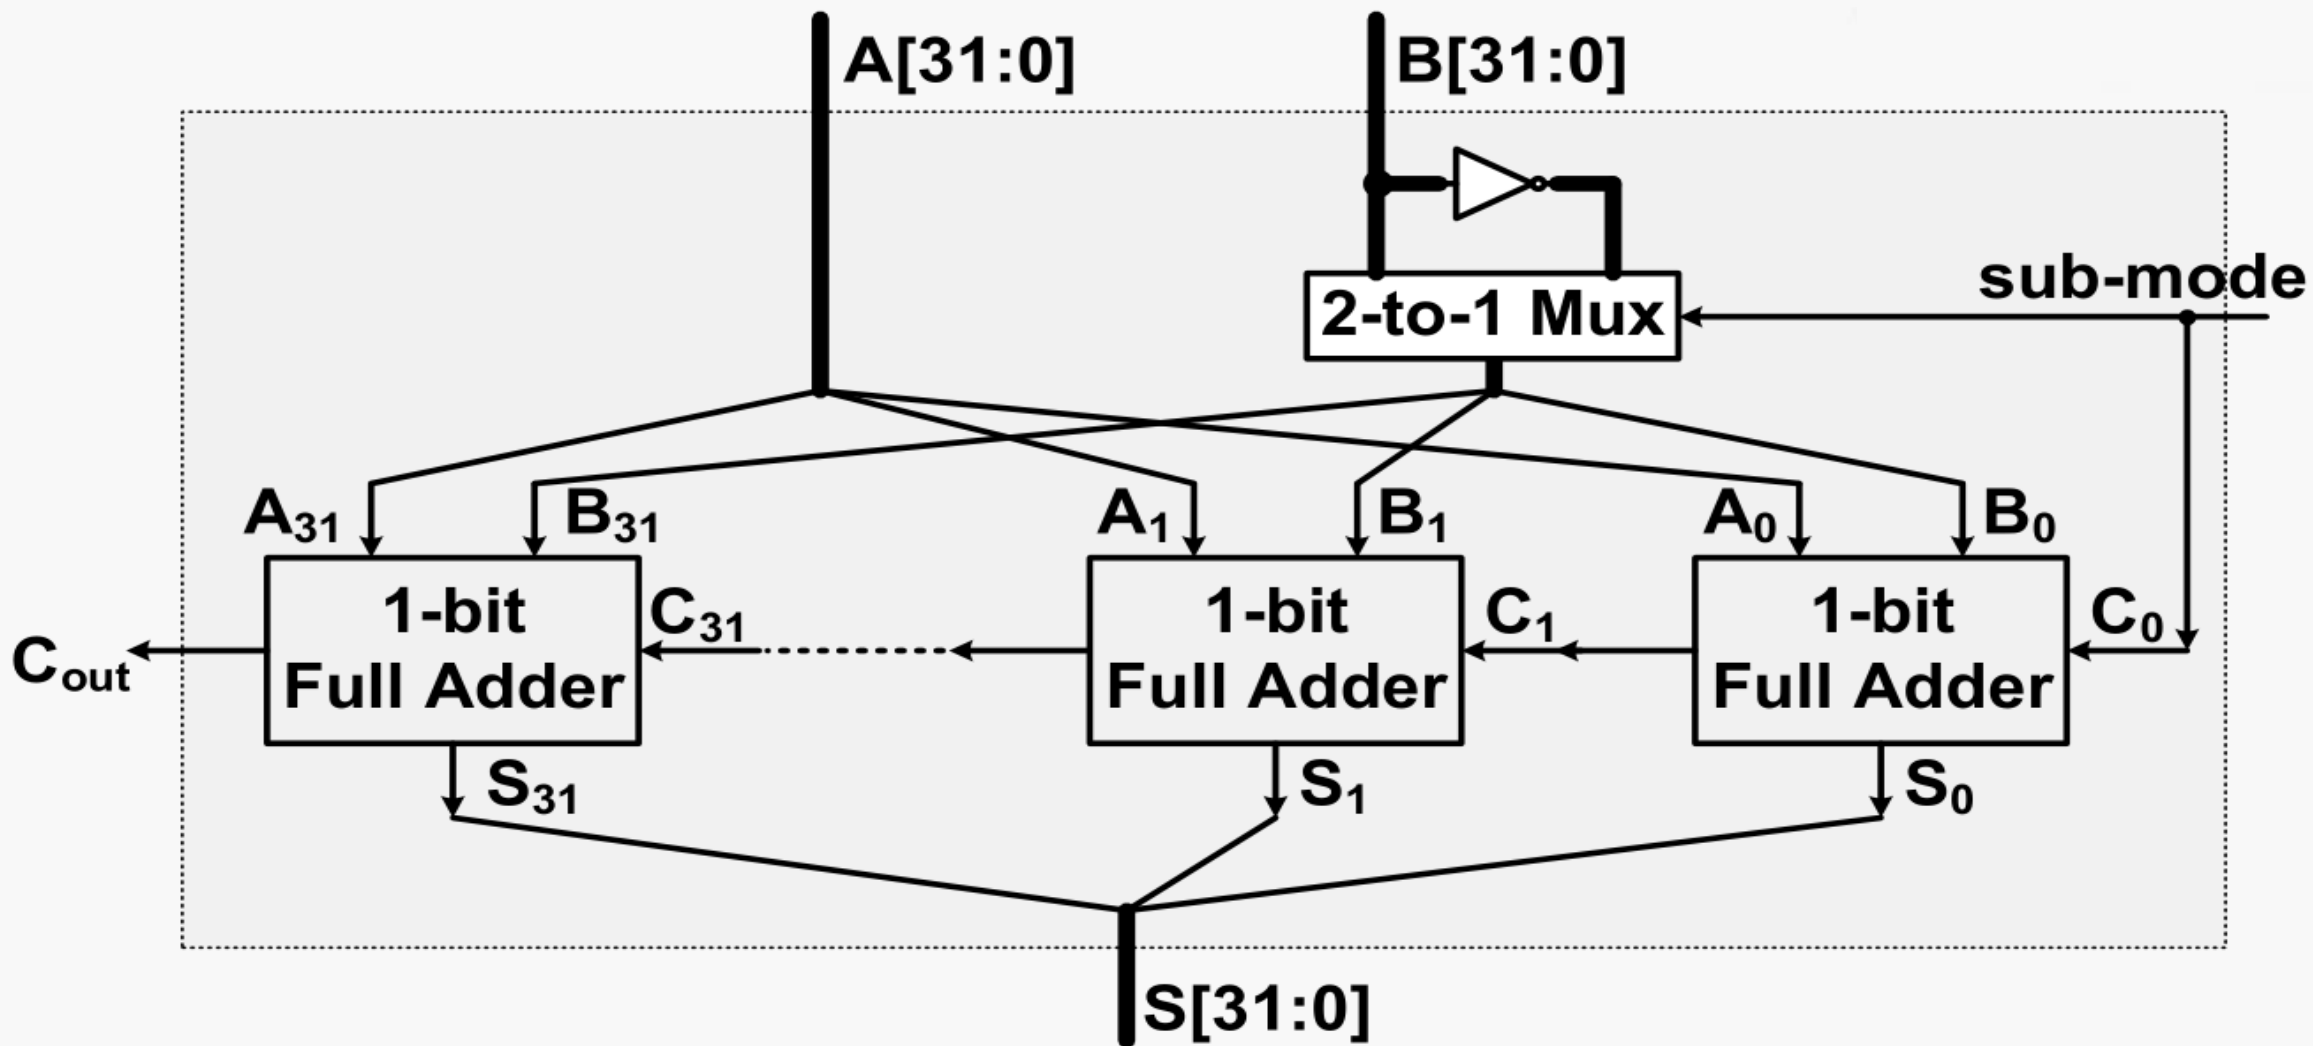 A[31:0]
B[31:0]
sub-mode
2-to-1 Mux
A31
B31
A1
B1
A0
B0
1-bit
Full Adder
C31
1-bit
Full Adder
C1
1-bit
Full Adder
C0
Cout
S31
S1
S0
S[31:0]